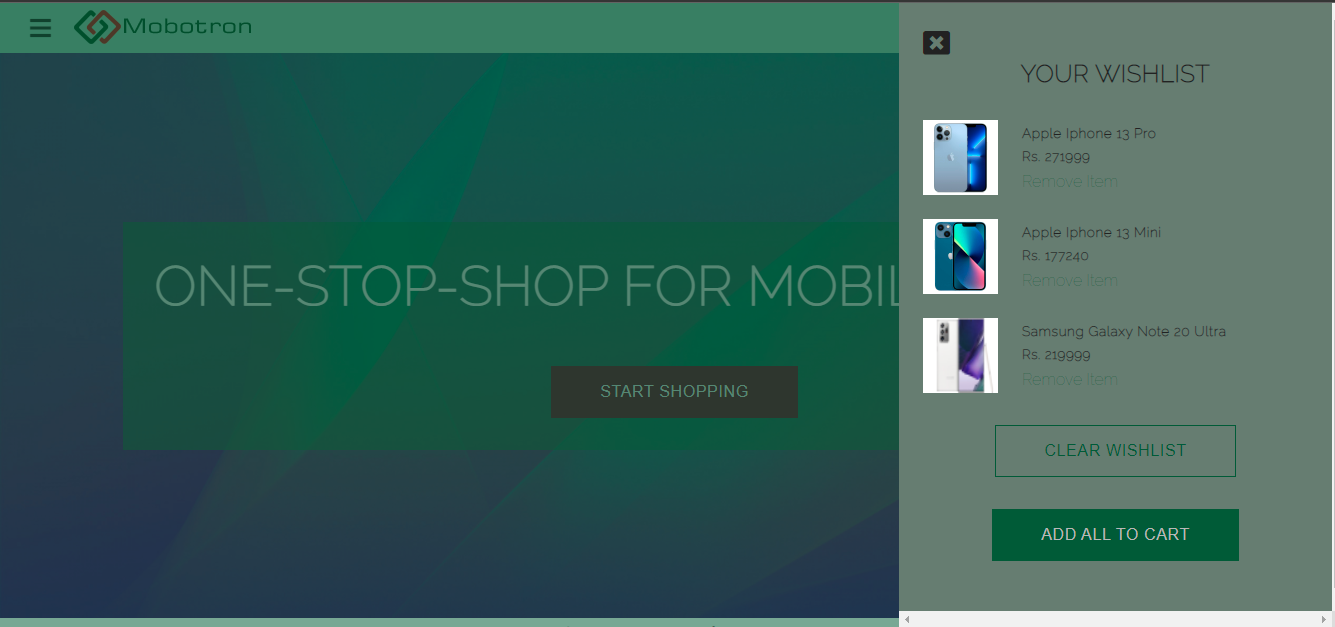 Mobotron
ONE-STOP-SHOP FOR MOBIL
START SHOPPING
YOUR WISHLIST
Apple Iphone 13 Pro
Rs. 271999
Remove Item
Apple Iphone 13 Mini
Rs. 177240
Remove Item
Samsung Galaxy Note 20 Ultra
Rs. 219999
Remove Item
CLEAR WISHLIST
ADD ALL TO CART